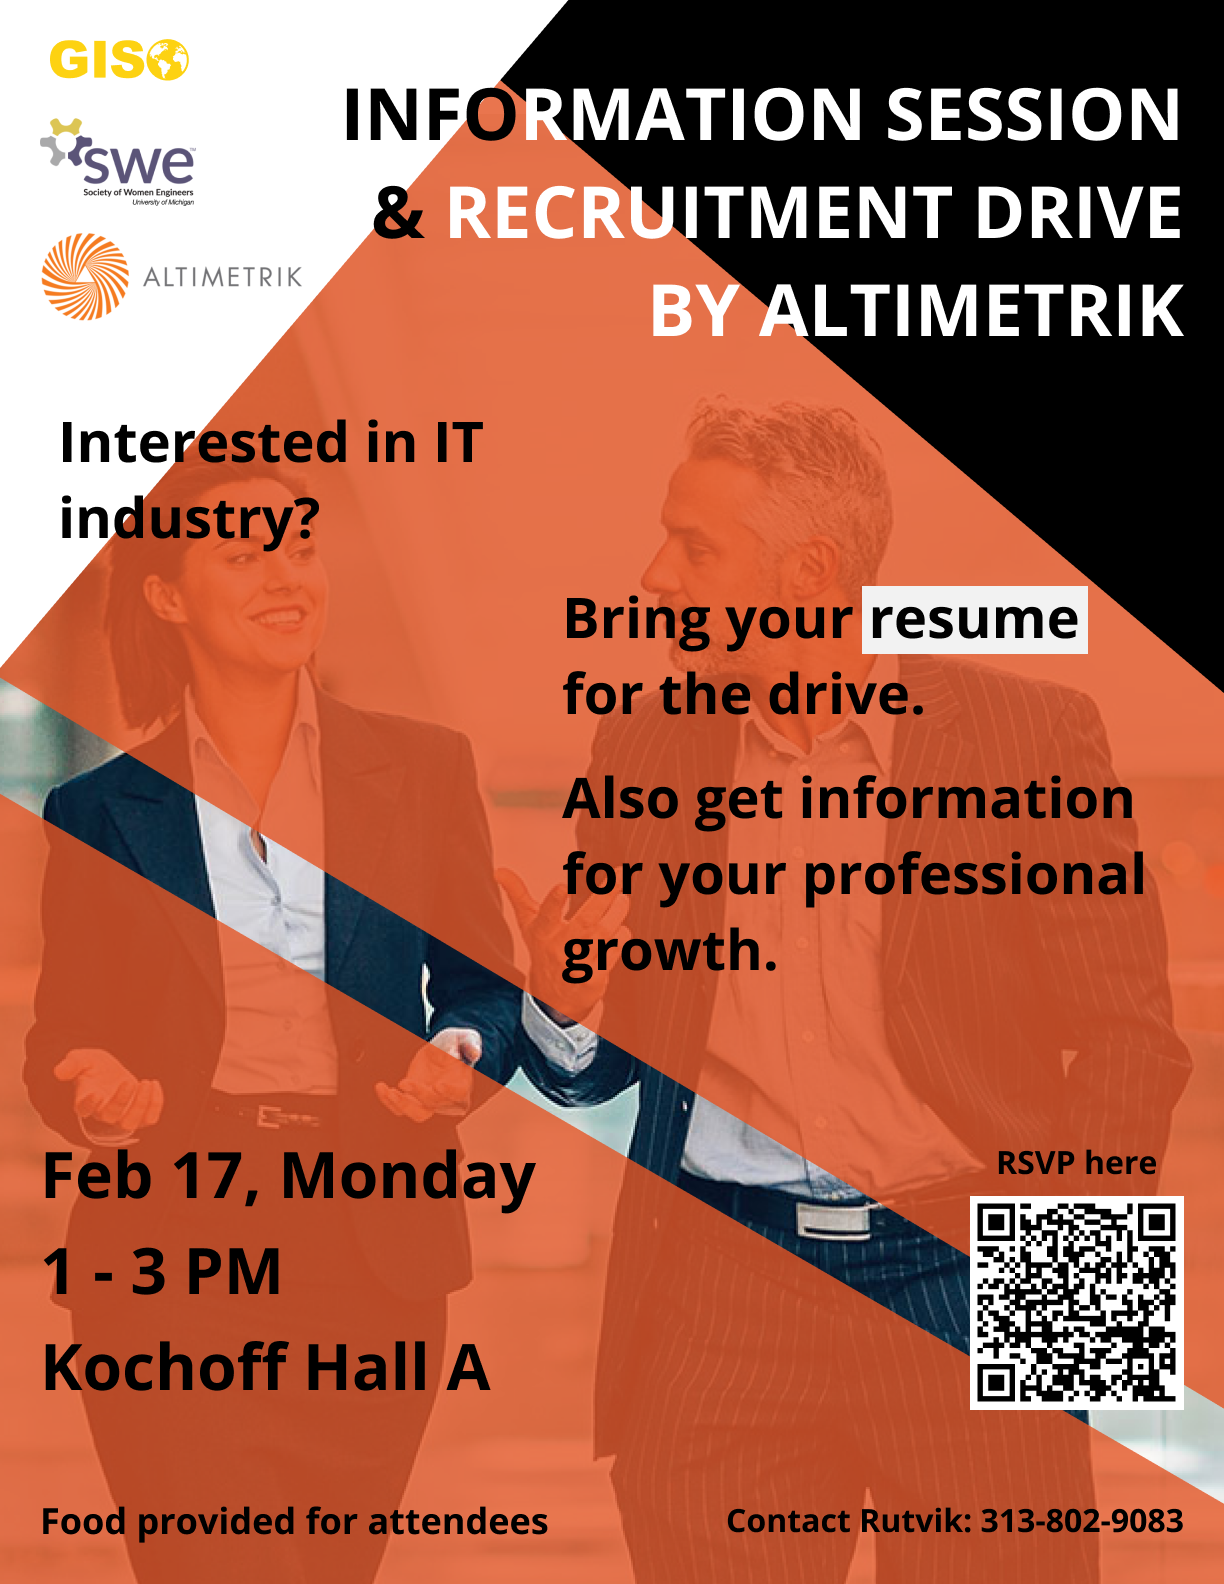 GISO
swe
Society of Women Engineers
University of Michigan
ALTIMETRIK
INFORMATION SESSION
& RECRUITMENT DRIVE
BY ALTIMETRIK
Interested in IT
industry?
Bring your resume
for the drive.
Also get information
for your professional
growth.
Feb 17, Monday
1 - 3 PM
Kochoff Hall A
RSVP here
Food provided for attendees
Contact Rutvik: 313-802-9083